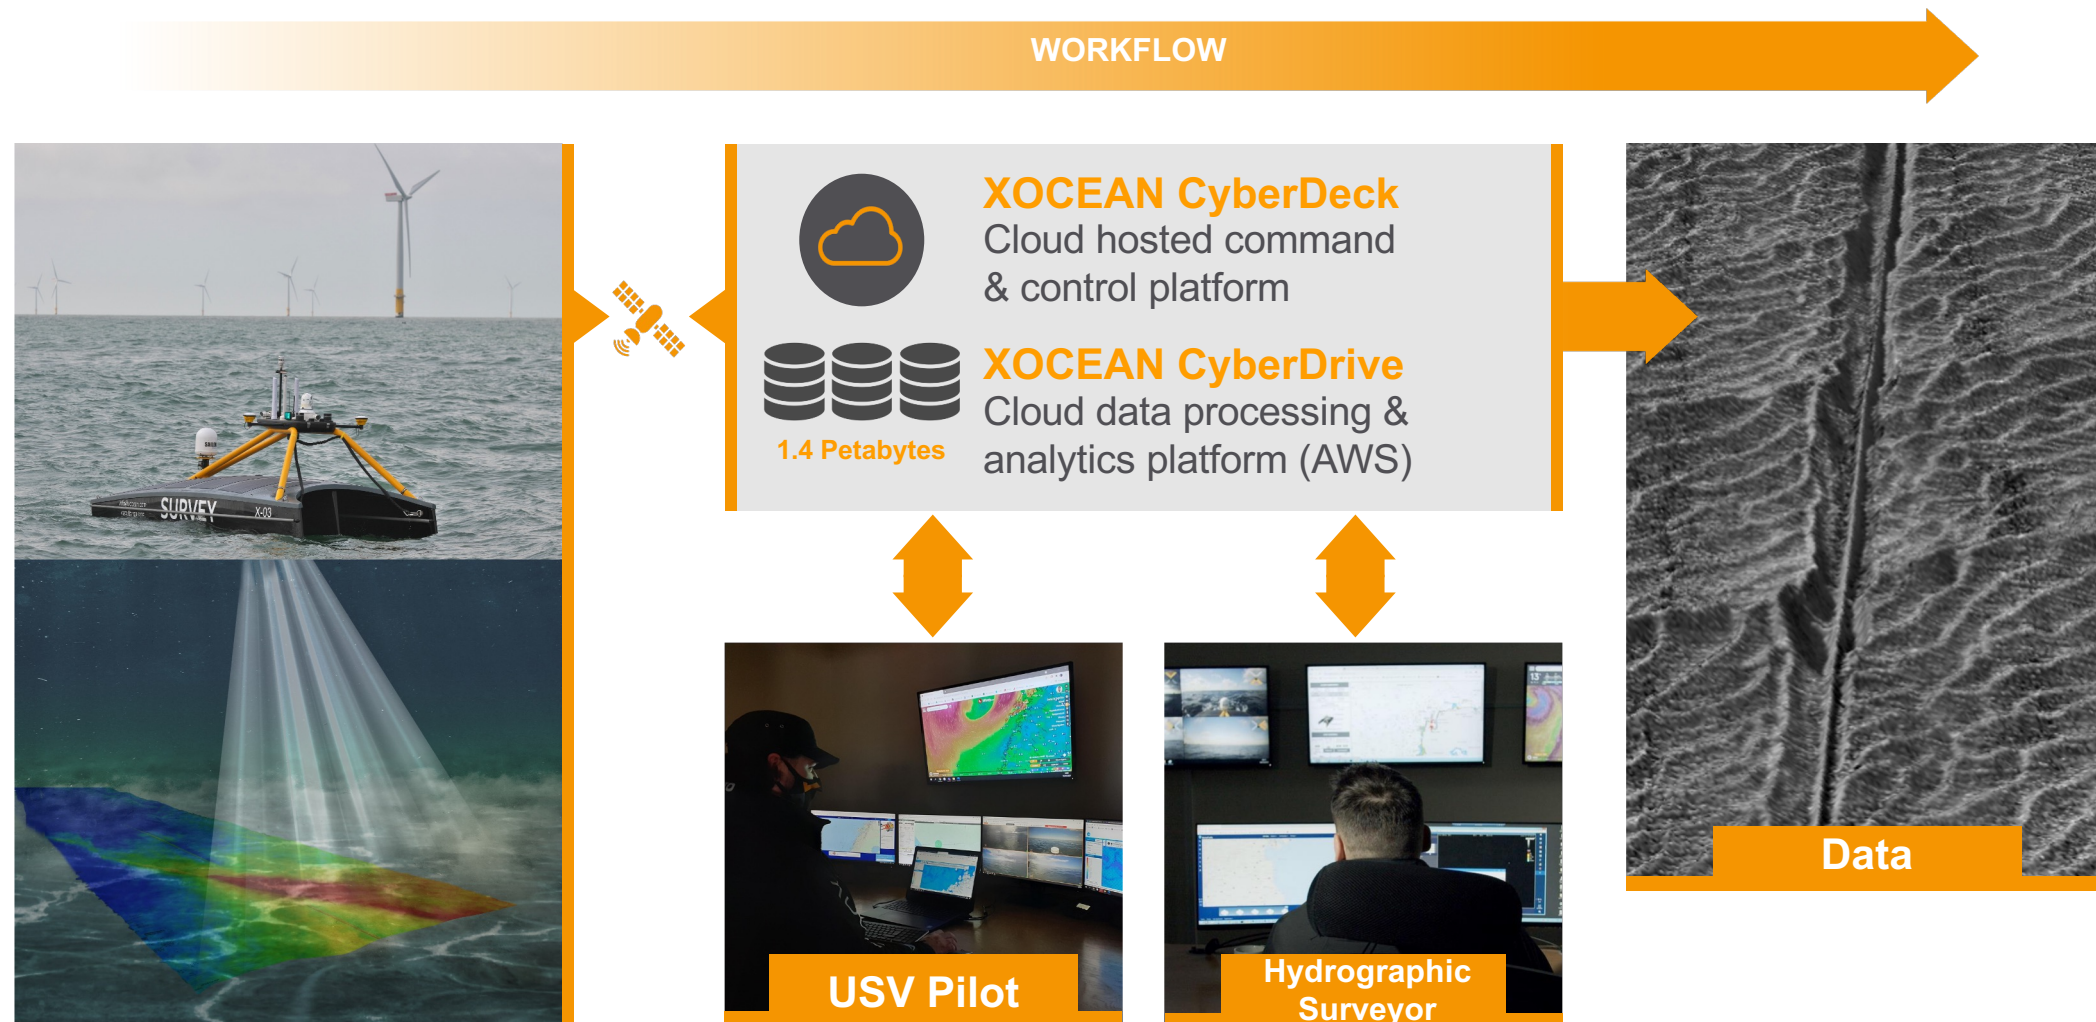 WORKFLOW
XOCEAN CyberDeck
Cloud hosted command
& control platform
XOCEAN CyberDrive
Cloud data processing &
analytics platform (AWS)
1.4 Petabytes
SURVEY
X-03
USV Pilot
Hydrographic
Surveyor
Data